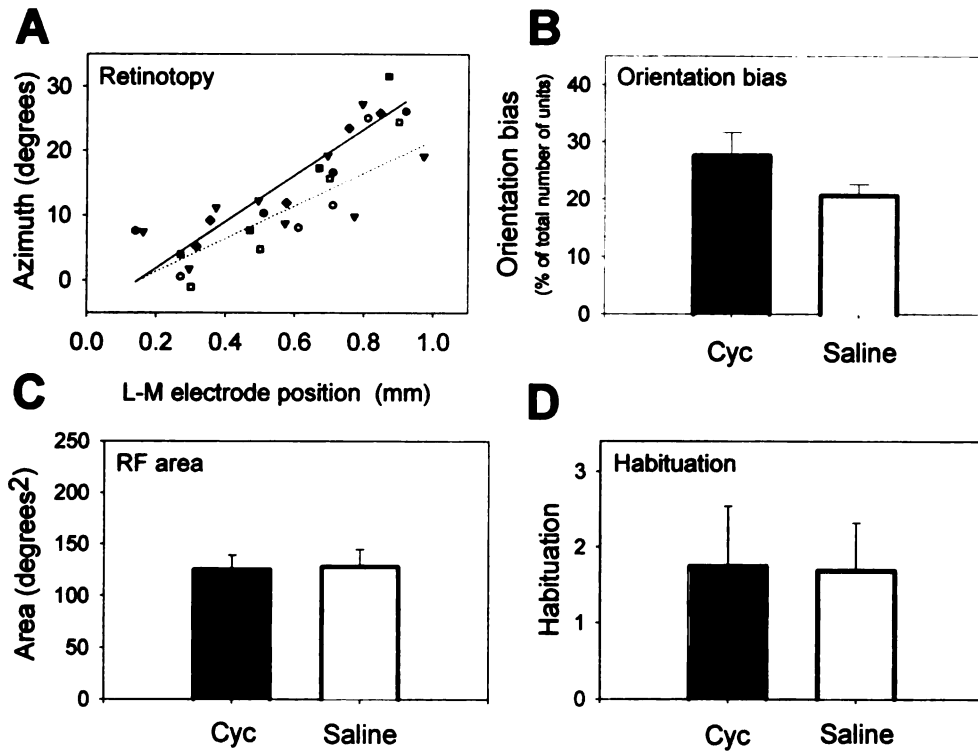 A
Retinotopy
Azimuth (degrees)
30
20
10
0
0.0 0.2 0.4 0.6 0.8 1.0
L-M electrode position (mm)
B
Orientation bias
Orientation bias
(% of total number of units)
40
30
20
10
0
Cyc Saline
C
RF area
Area (degrees²)
250
200
150
100
50
0
Cyc Saline
D
Habituation
Habituation
3
2
1
0
Cyc Saline